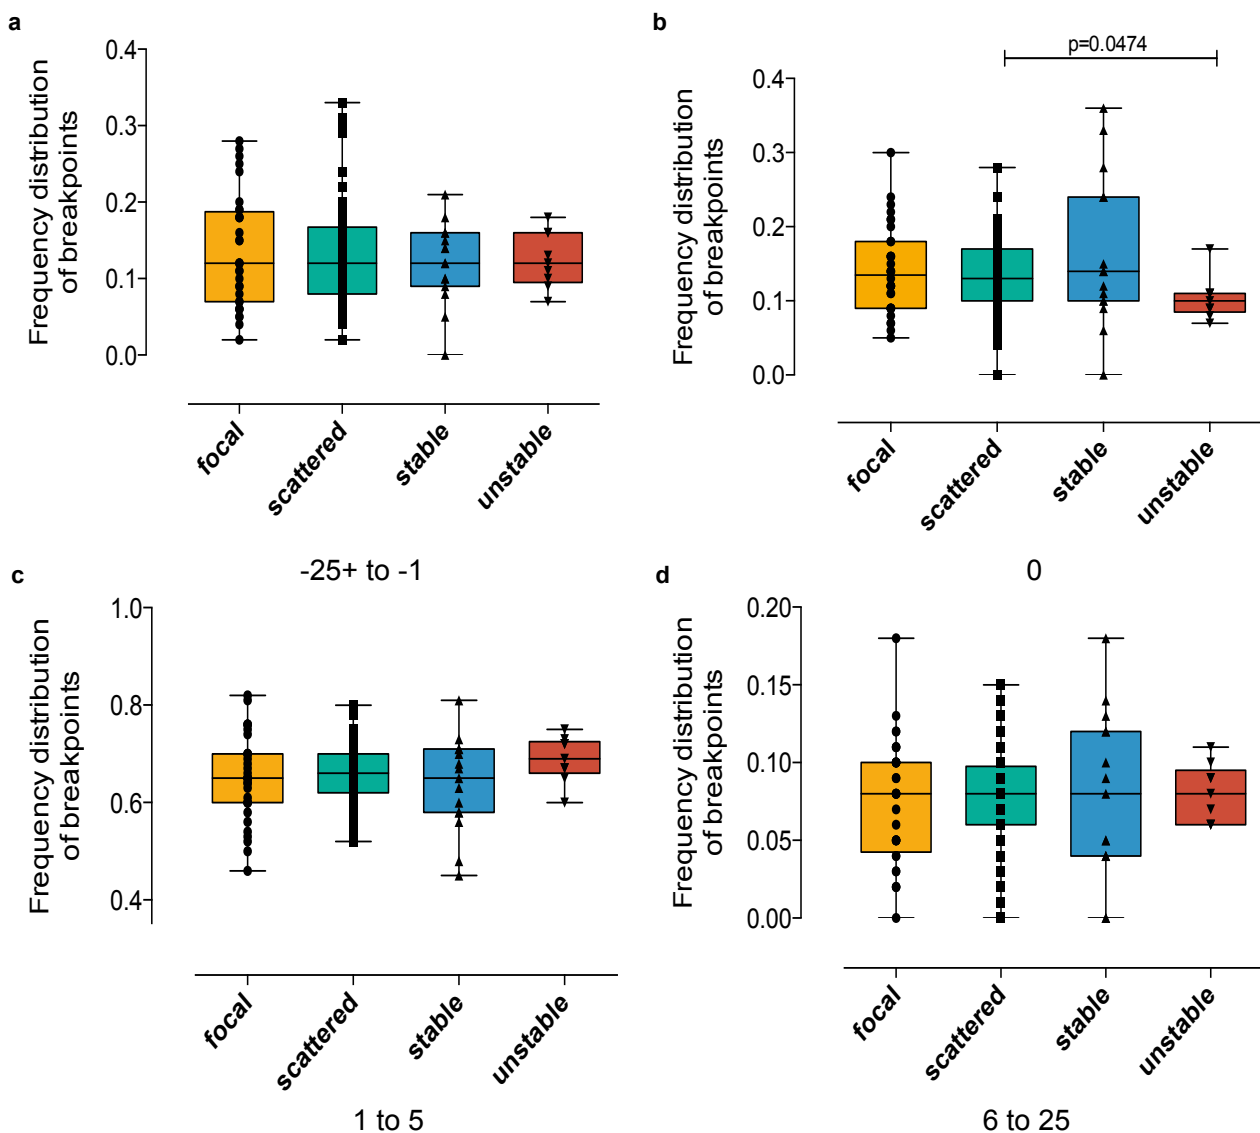 a
Frequency distribution
of breakpoints
0.4
0.3
0.2
0.1
0.0
focal
scattered
stable
unstable
-25+ to -1
b
p=0.0474
Frequency distribution
of breakpoints
0.4
0.3
0.2
0.1
0.0
focal
scattered
stable
unstable
0
c
Frequency distribution
of breakpoints
1.0
0.8
0.6
0.4
focal
scattered
stable
unstable
1 to 5
d
Frequency distribution
of breakpoints
0.20
0.15
0.10
0.05
0.00
focal
scattered
stable
unstable
6 to 25